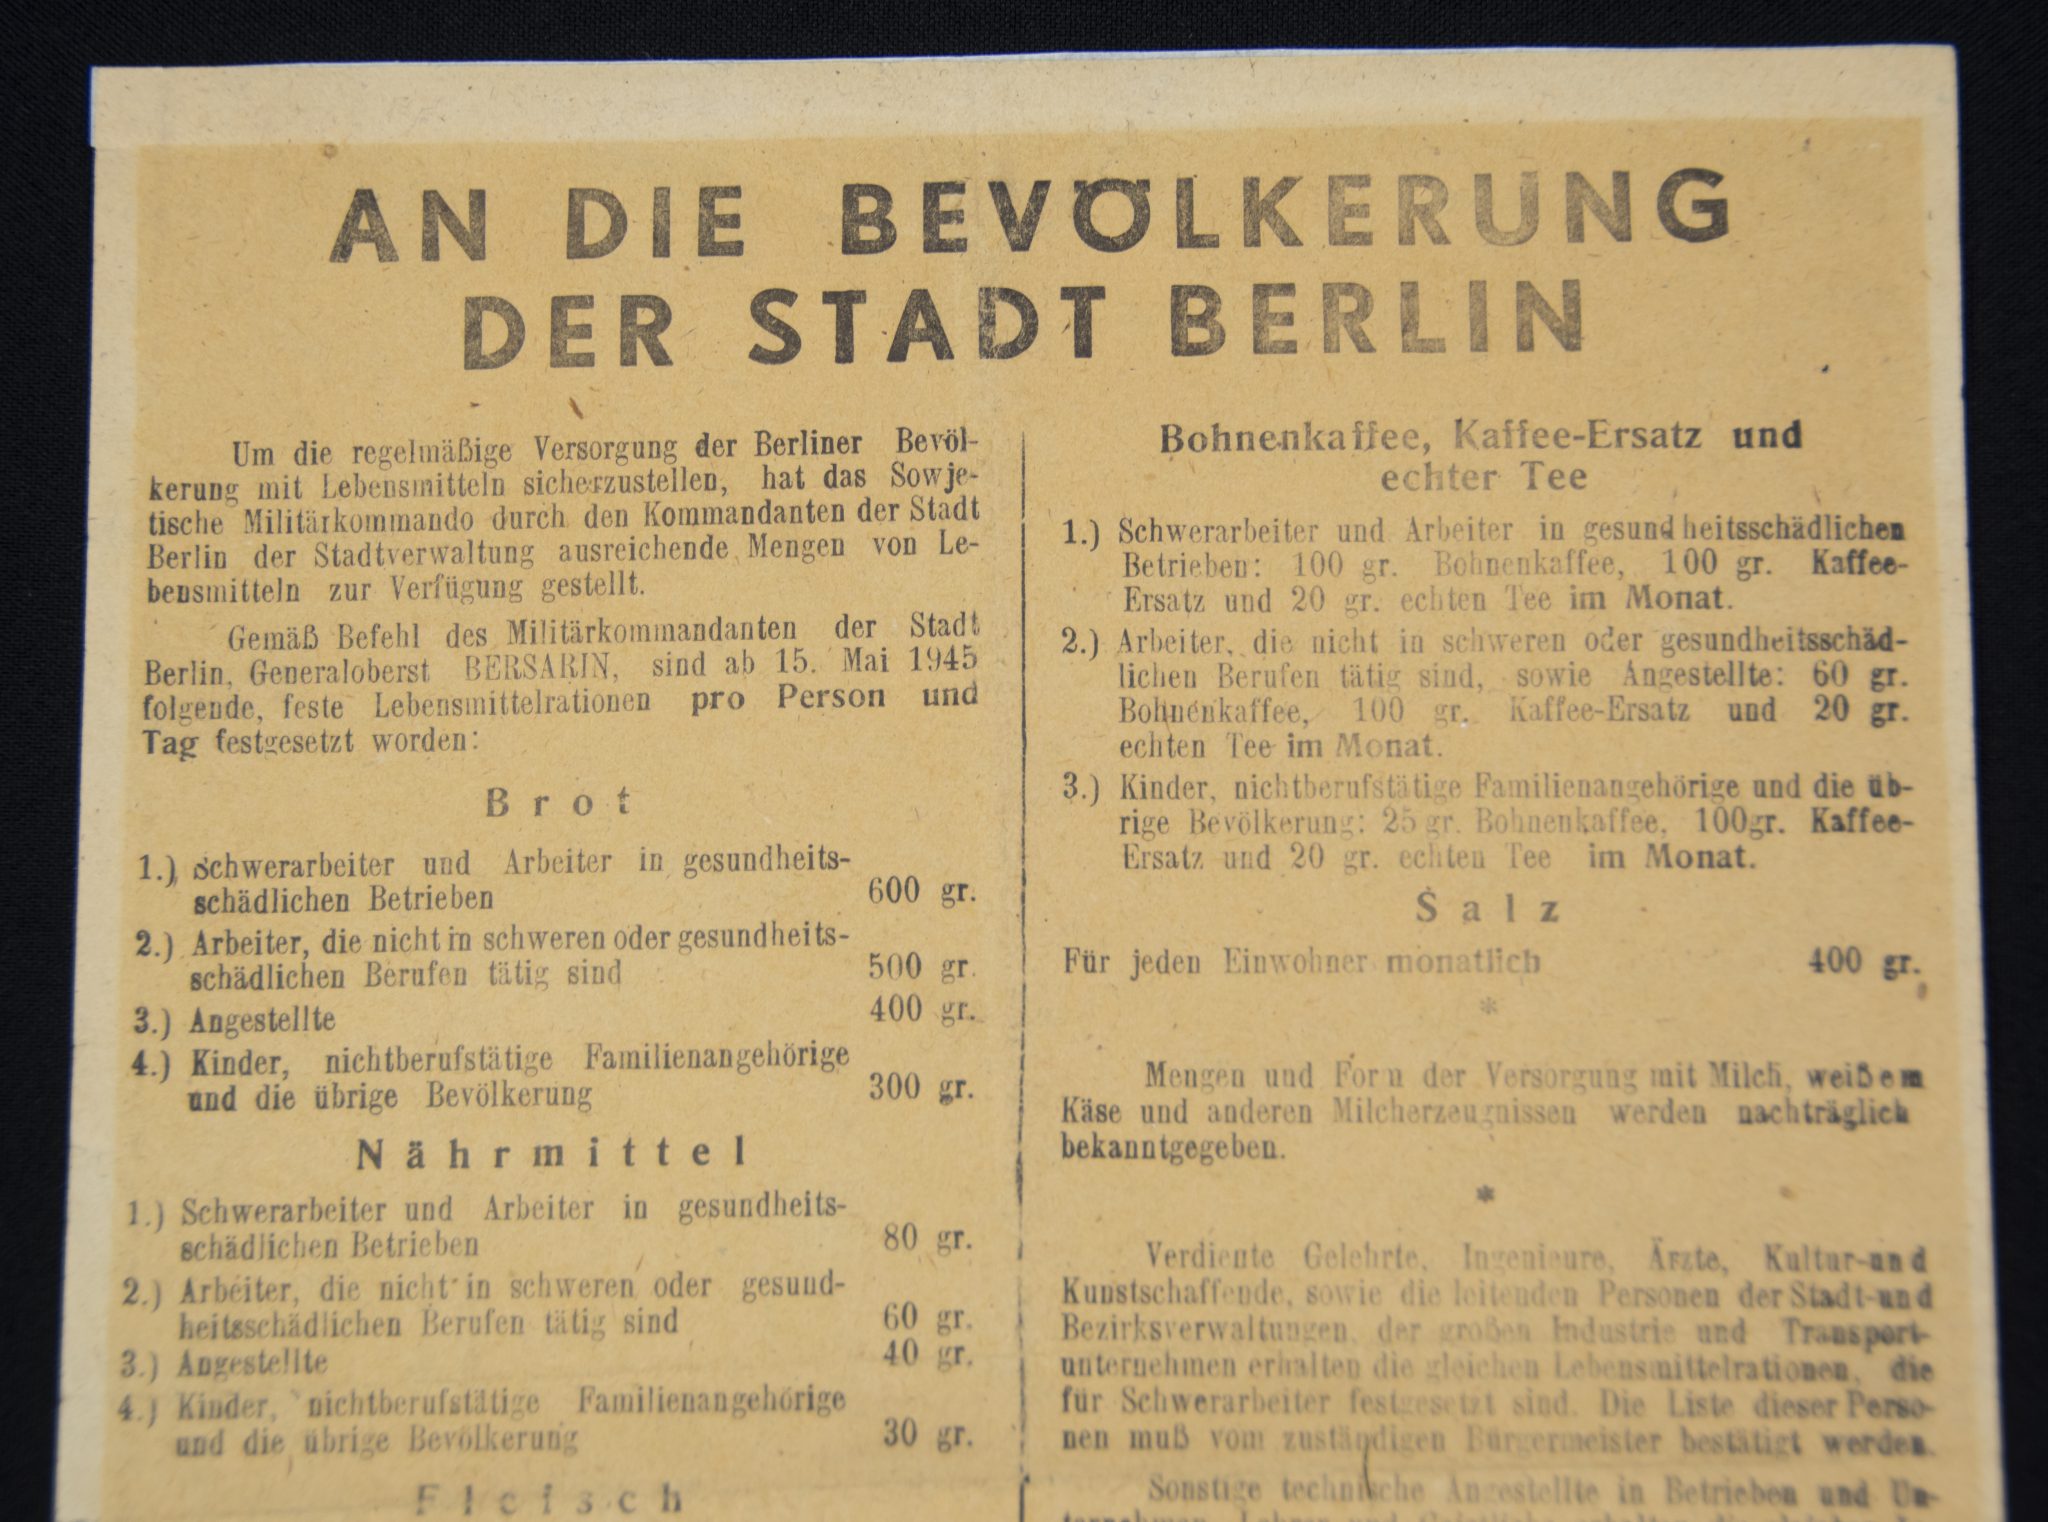 AN DIE BEVÖLKERUNG
DER STADT BERLIN
Um die regelmäßige Versorgung der Berliner Bevöl-
kerung mit Lebensmitteln sicherzustellen, hat das Sowje-
tische Militärkommando durch den Kommandanten der Stadt
Berlin der Stadtverwaltung ausreichende Mengen von Le-
bensmitteln zur Verfügung gestellt.
Gemäß Befehl des Militärkommandanten der Stadt
Berlin, Generaloberst BERSARIN, sind ab 15. Mai 1945
folgende, feste Lebensmittelrationen pro Person und
Tag festgesetzt worden:
Brot
1.) Schwerarbeiter und Arbeiter in gesundheits-
schädlichen Betrieben 600 gr.
2.) Arbeiter, die nicht in schweren oder gesundheits-
schädlichen Berufen tätig sind 500 gr.
3.) Angestellte 400 gr.
4.) Kinder, nichtberufstätige Familienangehörige
und die übrige Bevölkerung 300 gr.
Nährmittel
1.) Schwerarbeiter und Arbeiter in gesundheits-
schädlichen Betrieben 80 gr.
2.) Arbeiter, die nicht in schweren oder gesund-
heitsschädlichen Berufen tätig sind 60 gr.
3.) Angestellte 40 gr.
4.) Kinder, nichtberufstätige Familienangehörige
und die übrige Bevölkerung 30 gr.
Fleisch
Bohnenkaffee, Kaffee-Ersatz und
echter Tee
1.) Schwerarbeiter und Arbeiter in gesundheitsschädlichen
Betrieben: 100 gr. Bohnenkaffee, 100 gr. Kaffee-
Ersatz und 20 gr. echten Tee im Monat.
2.) Arbeiter, die nicht in schweren oder gesundheitsschäd-
lichen Berufen tätig sind, sowie Angestellte: 60 gr.
Bohnenkaffee, 100 gr. Kaffee-Ersatz und 20 gr.
echten Tee im Monat.
3.) Kinder, nichtberufstätige Familienangehörige und die üb-
rige Bevölkerung: 25 gr. Bohnenkaffee, 100gr. Kaffee-
Ersatz und 20 gr. echten Tee im Monat.
Salz
Für jeden Einwohner monatlich 400 gr.
*
Mengen und Form der Versorgung mit Milch, weißem
Käse und anderen Milcherzeugnissen werden nachträglich
bekanntgegeben.
*
Verdiente Gelehrte, Ingenieure, Ärzte, Kultur-und
Kunstschaffende, sowie die leitenden Personen der Stadt-und
Bezirksverwaltungen, der großen Industrie und Transport-
unternehmen erhalten die gleichen Lebensmittelrationen, die
für Schwerarbeiter festgesetzt sind. Die Liste dieser Perso-
nen muß vom zuständigen Bürgermeister bestätigt werden.
Sonstige technische Angestellte in Betrieben und Un-